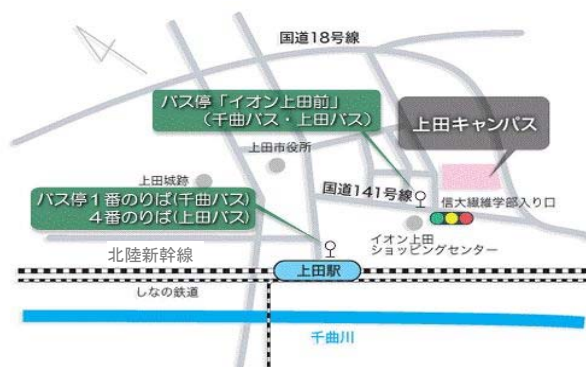 国道18号線
バス停「イオン上田前」
(千曲バス・上田バス)
上田キャンパス
上田市役所
上田城跡
国道141号線
信大繊維学部入り口
バス停1番のりば(千曲バス)
4番のりば(上田バス)
イオン上田
ショッピングセンター
北陸新幹線
上田駅
しなの鉄道
千曲川